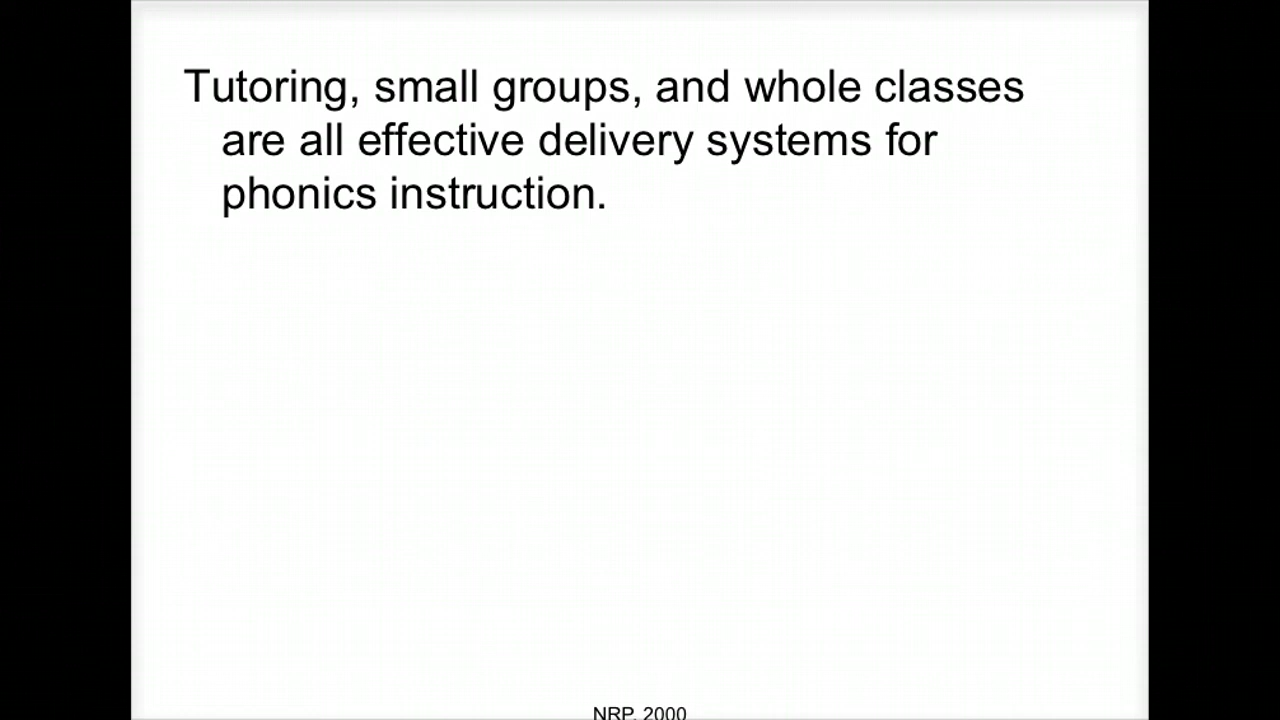 Tutoring, small groups, and whole classes
are all effective delivery systems for
phonics instruction.
NRP, 2000